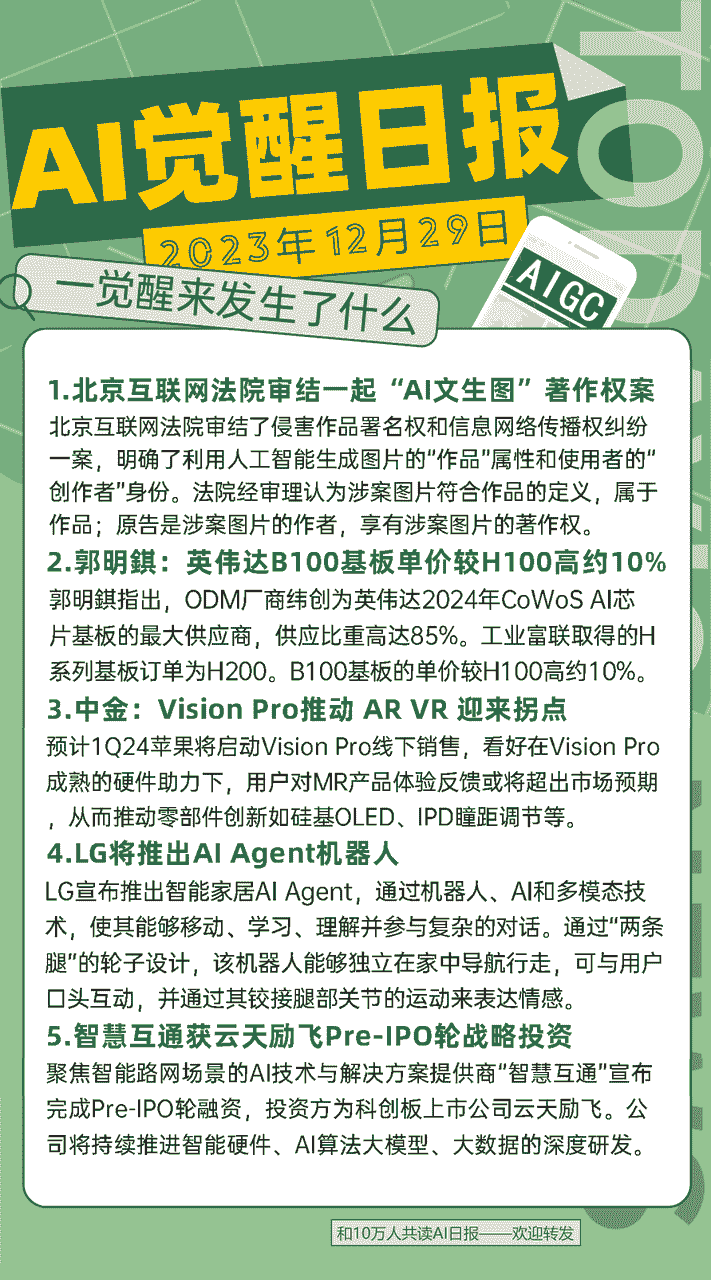 AI觉醒日报
2023年12月29日
一觉醒来发生了什么
AIGC
1.北京互联网法院审结一起“AI文生图”著作权案
北京互联网法院审结了侵害作品署名权和信息网络传播权纠纷
一案，明确了利用人工智能生成图片的“作品”属性和使用者的“
创作者”身份。法院经审理认为涉案图片符合作品的定义，属于
作品；原告是涉案图片的作者，享有涉案图片的著作权。
2.郭明錤：英伟达B100基板单价较H100高约10%
郭明錤指出，ODM厂商纬创为英伟达2024年CoWoS AI芯
片基板的最大供应商，供应比重高达85%。工业富联取得的H
系列基板订单为H200。B100基板的单价较H100高约10%。
3.中金：Vision Pro推动 AR VR 迎来拐点
预计1Q24苹果将启动Vision Pro线下销售，看好在Vision Pro
成熟的硬件助力下，用户对MR产品体验反馈或将超出市场预期
，从而推动零部件创新如硅基OLED、IPD瞳距调节等。
4.LG将推出AI Agent机器人
LG宣布推出智能家居AI Agent，通过机器人、AI和多模态技
术，使其能够移动、学习、理解并参与复杂的对话。通过“两条
腿”的轮子设计，该机器人能够独立在家中导航行走，可与用户
口头互动，并通过其铰接腿部关节的运动来表达情感。
5.智慧互通获云天励飞Pre-IPO轮战略投资
聚焦智能路网场景的AI技术与解决方案提供商“智慧互通”宣布
完成Pre-IPO轮融资，投资方为科创板上市公司云天励飞。公
司将持续推进智能硬件、AI算法大模型、大数据的深度研发。
和10万人共读AI日报——欢迎转发